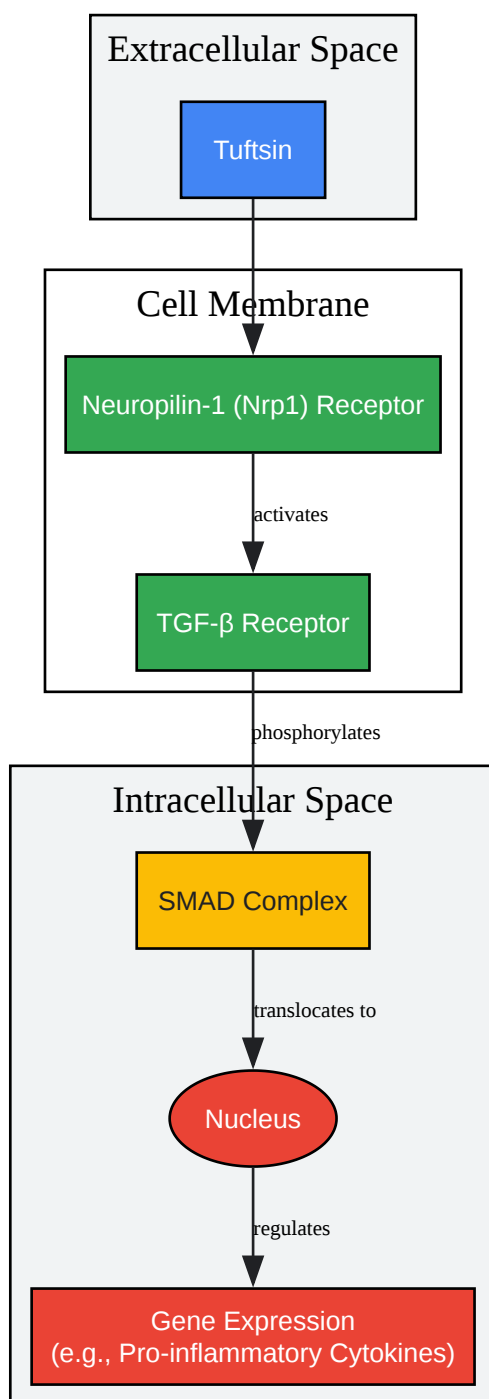 Extracellular Space
Tuftsin
Cell Membrane
Neuropilin-1 (Nrp1) Receptor
activates
TGF-β Receptor
phosphorylates
Intracellular Space
SMAD Complex
translocates to
Nucleus
regulates
Gene Expression
(e.g., Pro-inflammatory Cytokines)